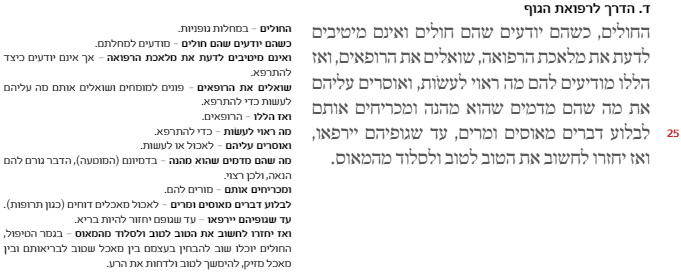 ד. הדרך לרפואת הגוף
החולים, כשהם יודעים שהם חולים ואינם מיטיבים
לדעת את מלאכת הרפואה, שואלים את הרופאים, ואז
הללו מודיעים להם מה ראוי לעשות, ואוסרים עליהם
את מה שהם מדמים שהוא מהנה ומכריחים אותם
לבלוע דברים מאוסים ומרים, עד שגופיהם יירפאו,
25
ואז יחזרו לחשוב את הטוב לטוב ולסלוד מהמאוס.
החולים – במחלות גופניות.
כשהם יודעים שהם חולים – מודעים למחלתם.
ואינם מיטיבים לדעת את מלאכת הרפואה – אך אינם יודעים כיצד
להתרפא.
שואלים את הרופאים – פונים למומחים ושואלים אותם מה עליהם
לעשות כדי להתרפא.
ואז הללו – הרופאים.
מה ראוי לעשות – כדי להתרפא.
ואוסרים עליהם – לאכול או לעשות.
מה שהם מדמים שהוא מהנה – בדמיונם (המוטעה), הדבר גורם להם
הנאה, ולכן רצוי.
ומכריחים אותם – מורים להם.
לבלוע דברים מאוסים ומרים – לאכול מאכלים דוחים (כגון תרופות).
עד שגופיהם יירפאו – עד שגופם יחזור להיות בריא.
ואז יחזרו לחשוב את הטוב לטוב ולסלוד מהמאוס – בגמר הטיפול,
החולים יוכלו שוב להבחין בעצמם בין מאכל שטוב לבריאותם ובין
מאכל מזיק, להימשך לטוב ולדחות את הרע.